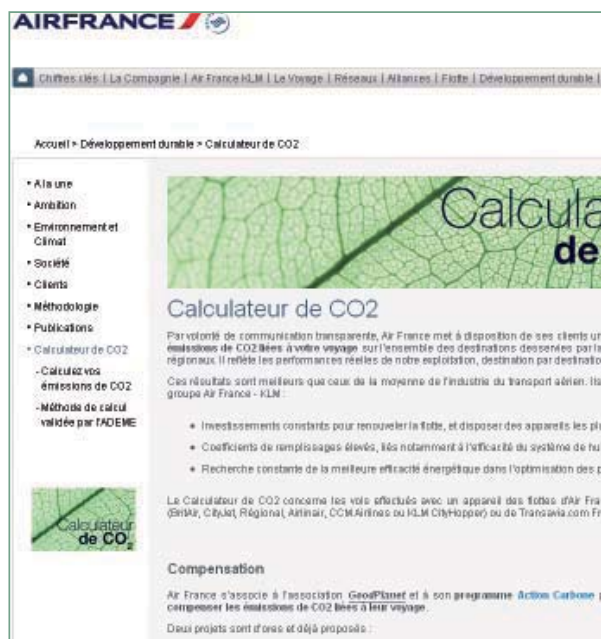 AIRFRANCE
Chiffres clés | La Compagnie | Air France KLM | Le Voyage | Réseaux | Alliances | Flotte | Développement durable |
Accueil > Développement durable > Calculateur de CO2
• A la une
• Ambition
• Environnement et
Climat
• Société
• Clients
• Méthodologie
• Publications
• Calculateur de CO2
- Calculez vos
émissions de CO2
- Méthode de calcul
validée par l'ADEME
Calculateur
de CO2
Calcula
de
Calculateur de CO2
Par volonté de communication transparente, Air France met à disposition de ses clients un
émissions de CO2 liées à votre voyage sur l'ensemble des destinations desservies par la
régionaux. Il reflète les performances réelles de notre exploitation, destination par destinatio
Ces résultats sont meilleurs que ceux de la moyenne de l'industrie du transport aérien. Ils
groupe Air France - KLM :
• Investissements constants pour renouveler la flotte, et disposer des appareils les plu
• Coefficients de remplissages élevés, liés notamment à l'efficacité du système de hu
• Recherche constante de la meilleure efficacité énergétique dans l'optimisation des p
Le Calculateur de CO2 concerne les vols effectués avec un appareil des flottes d'Air Fra
(BritAir, CityJet, Régional, Airlinair, CCM Airlines ou KLM CityHopper) ou de Transavia.com Fr
Compensation
Air France s'associe à l'association GoodPlanet et à son programme Action Carbone p
compenser les émissions de CO2 liées à leur voyage.
Deux projets sont d'ores et déjà proposés :